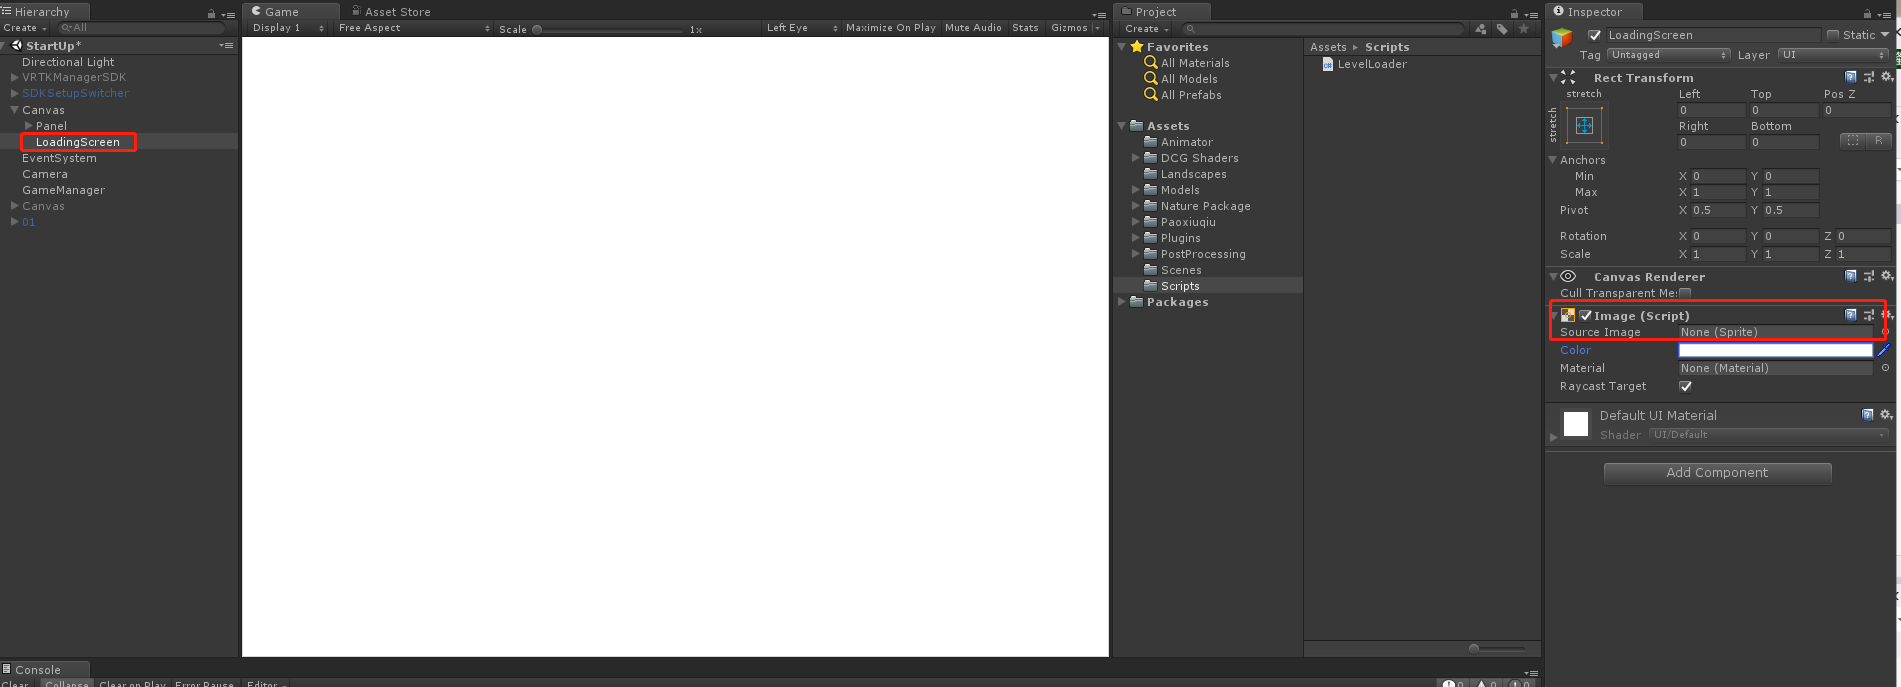 Hierarchy
Create
All
StartUp*
Directional Light
VRTKManagerSDK
SDKSetupSwitcher
Canvas
Panel
LoadingScreen
EventSystem
Camera
GameManager
Canvas
01
Game
Asset Store
Display 1
Free Aspect
Scale
1x
Left Eye
Maximize On Play
Mute Audio
Stats
Gizmos
Project
Create
Favorites
All Materials
All Models
All Prefabs
Assets
Animator
DCG Shaders
Landscapes
Models
Nature Package
Paoxiuqiu
Plugins
PostProcessing
Scenes
Scripts
Packages
Assets ▸ Scripts
LevelLoader
Inspector
LoadingScreen
Static
Tag Untagged Layer UI
Rect Transform
stretch
stretch
Left Top Pos Z
0 0 0
Right Bottom
0 0
R
Anchors
Min X 0 Y 0
Max X 1 Y 1
Pivot X 0.5 Y 0.5
Rotation X 0 Y 0 Z 0
Scale X 1 Y 1 Z 1
Canvas Renderer
Cull Transparent Me
Image (Script)
Source Image None (Sprite)
Color
Material None (Material)
Raycast Target
Default UI Material
Shader UI/Default
Add Component
Console
Clear Collapse Clear on Play Error Pause Editor
0 0 0